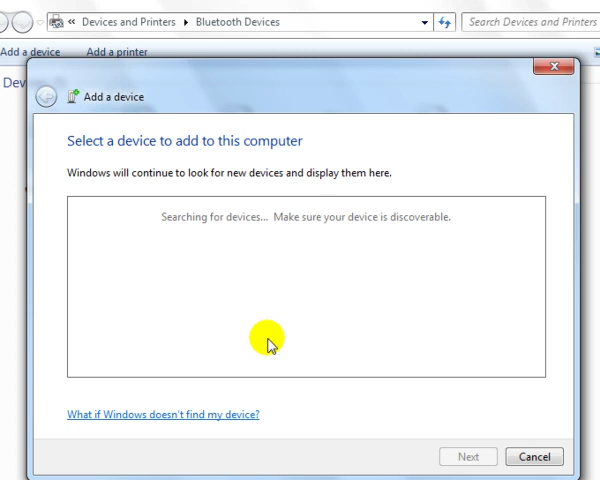 « Devices and Printers ▸ Bluetooth Devices
Search Devices and Printers
Add a device Add a printer
Add a device
Select a device to add to this computer
Windows will continue to look for new devices and display them here.
Searching for devices... Make sure your device is discoverable.
What if Windows doesn't find my device?
Next Cancel